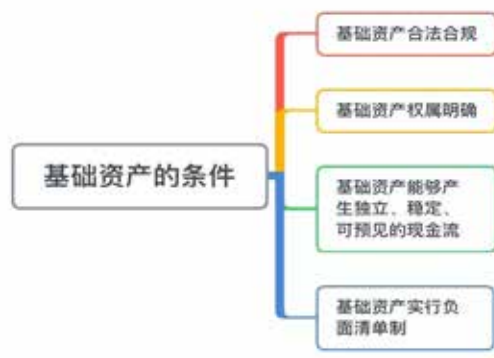 基础资产的条件
基础资产合法合规
基础资产权属明确
基础资产能够产
生独立、稳定、
可预见的现金流
基础资产实行负
面清单制